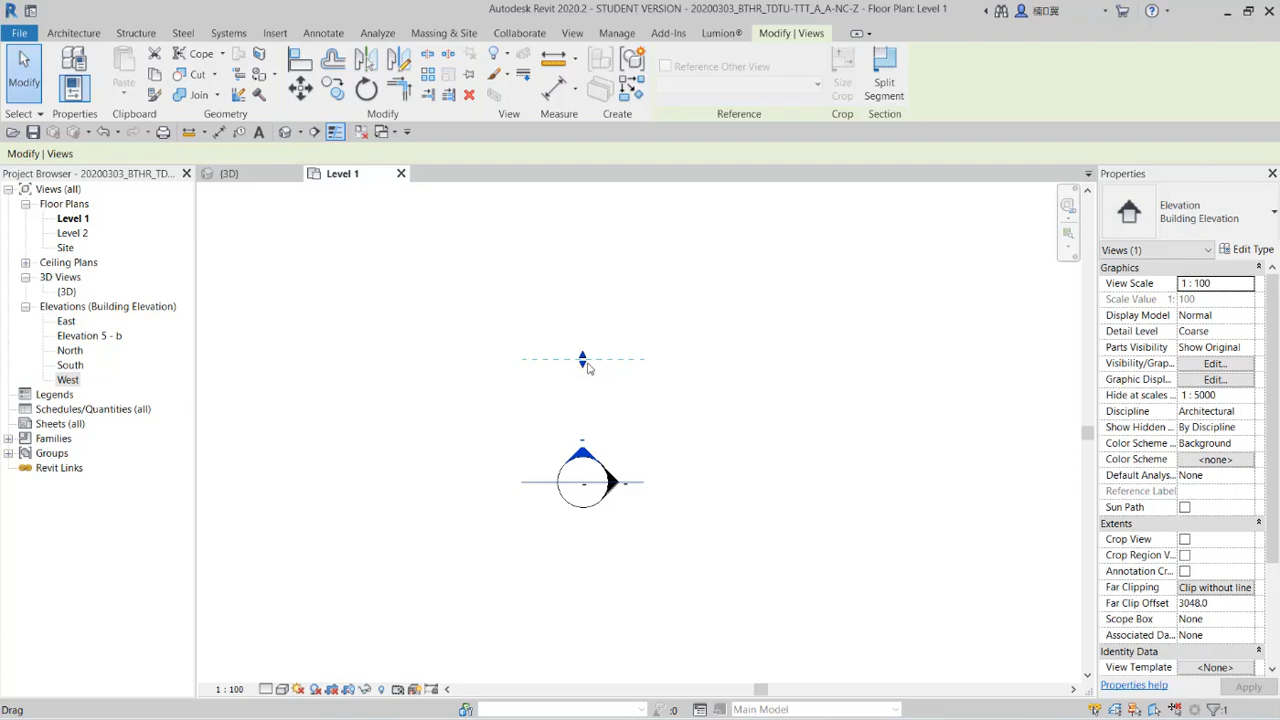 Autodesk Revit 2020.2 - STUDENT VERSION - 20200303_BTHR_TDTU-TTT_A_A-NC-Z - Floor Plan: Level 1
File Architecture Structure Steel Systems Insert Annotate Analyze Massing & Site Collaborate View Manage Add-Ins Lumion® Modify | Views
Modify Paste Cope Cut Join Reference Other View Size Crop Split Segment
Select Properties Clipboard Geometry Modify View Measure Create Reference Crop Section
Modify | Views
Project Browser - 20200303_BTHR_TD...
{3D}
Level 1
Properties
Views (all)
Floor Plans
Level 1
Level 2
Site
Ceiling Plans
3D Views
{3D}
Elevations (Building Elevation)
East
Elevation 5 - b
North
South
West
Legends
Schedules/Quantities (all)
Sheets (all)
Families
Groups
Revit Links
Elevation
Building Elevation
Views (1) Edit Type
Graphics
View Scale 1 : 100
Scale Value 1: 100
Display Model Normal
Detail Level Coarse
Parts Visibility Show Original
Visibility/Grap... Edit...
Graphic Displ... Edit...
Hide at scales ... 1 : 5000
Discipline Architectural
Show Hidden ... By Discipline
Color Scheme ... Background
Color Scheme <none>
Default Analys... None
Reference Label
Sun Path
Extents
Crop View
Crop Region V...
Annotation Cr...
Far Clipping Clip without line
Far Clip Offset 3048.0
Scope Box None
Associated Da... None
Identity Data
View Template <None>
Properties help Apply
1 : 100
Drag :0 Main Model :1